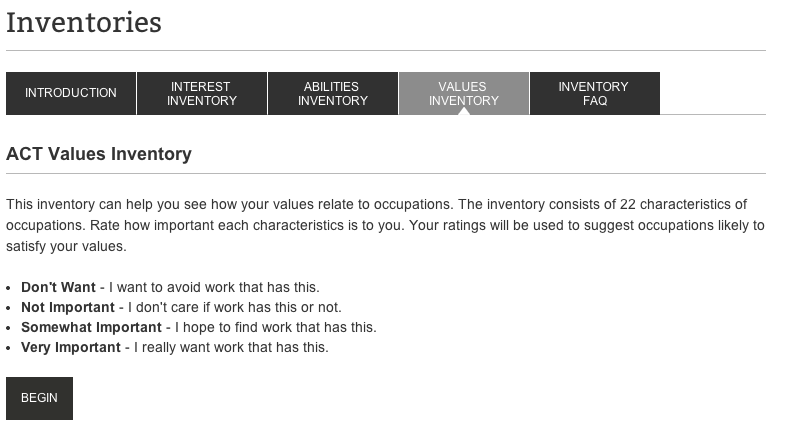 Inventories
INTRODUCTION
INTEREST
INVENTORY
ABILITIES
INVENTORY
VALUES
INVENTORY
INVENTORY
FAQ
ACT Values Inventory
This inventory can help you see how your values relate to occupations. The inventory consists of 22 characteristics of
occupations. Rate how important each characteristics is to you. Your ratings will be used to suggest occupations likely to
satisfy your values.
• Don't Want - I want to avoid work that has this.
• Not Important - I don't care if work has this or not.
• Somewhat Important - I hope to find work that has this.
• Very Important - I really want work that has this.
BEGIN